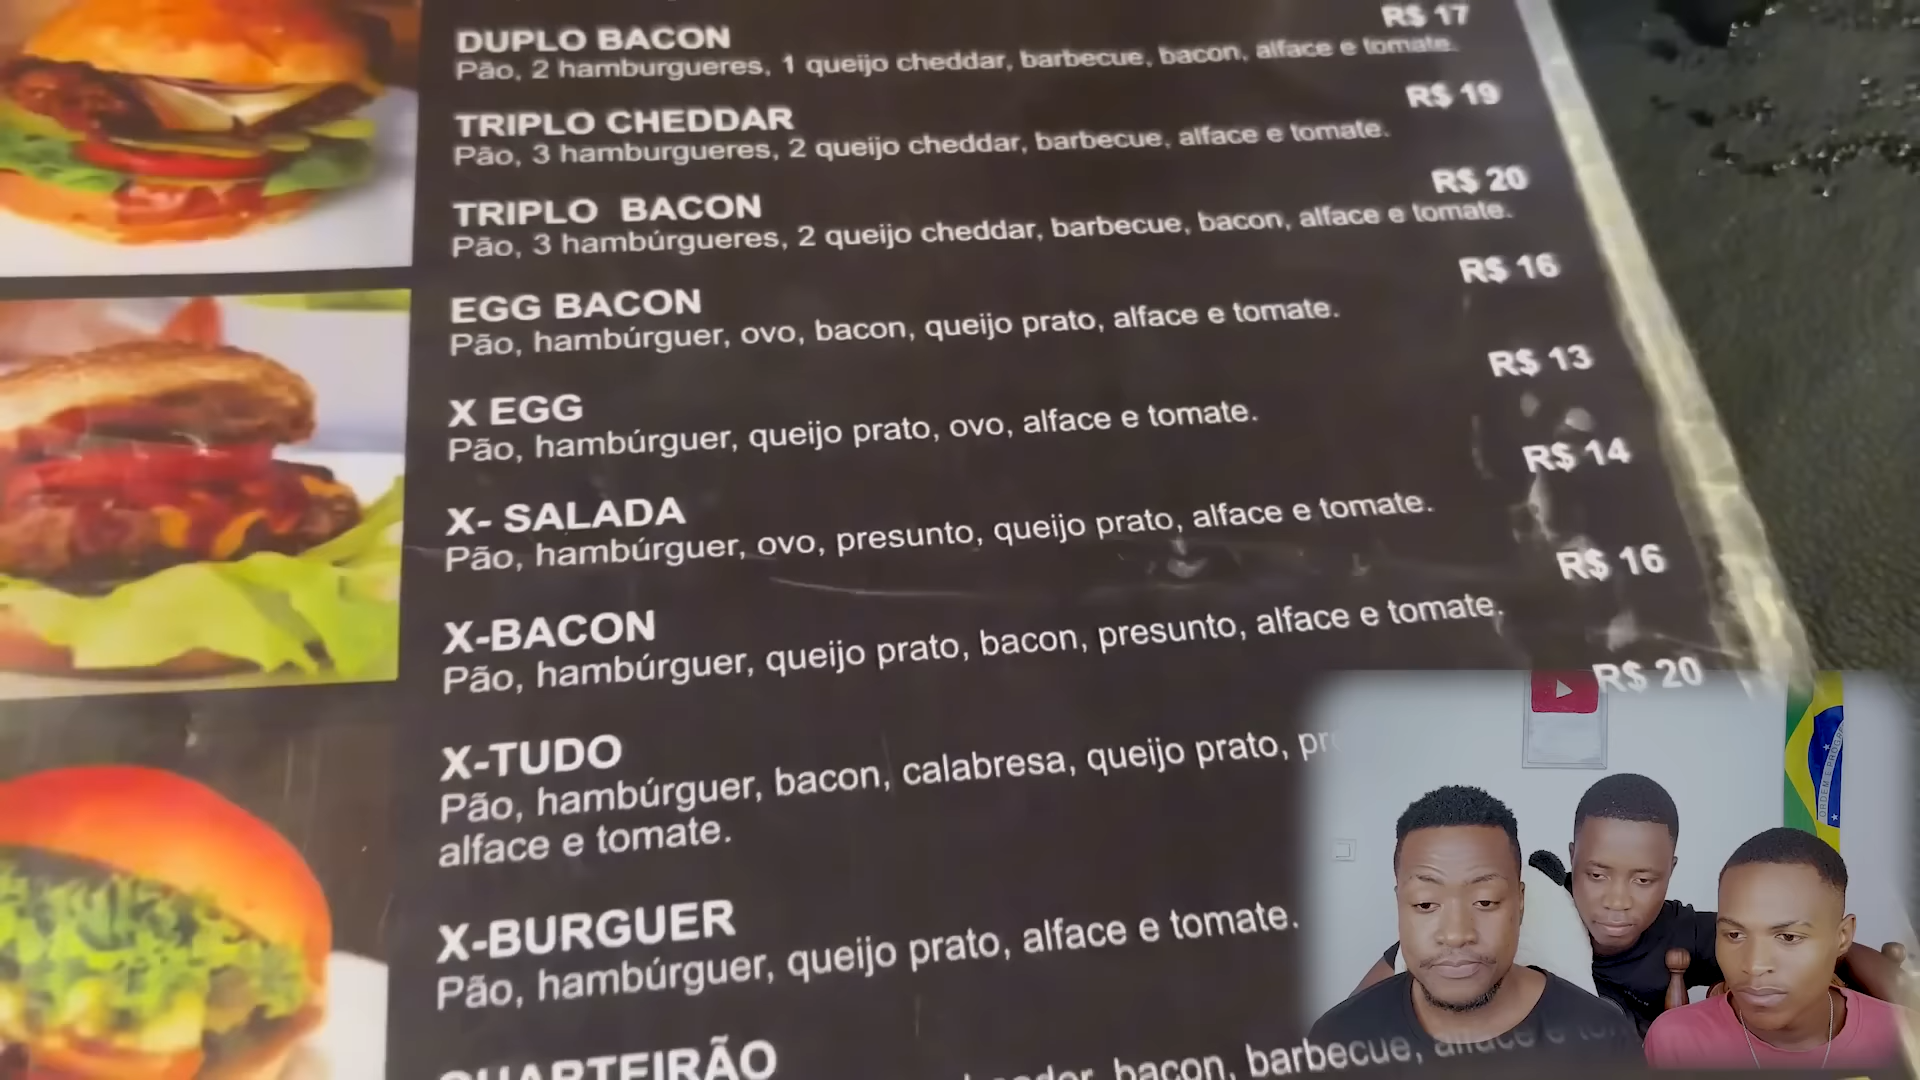 DUPLO BACON
R$ 17
Pão, 2 hamburgueres, 1 queijo cheddar, barbecue, bacon, alface e tomate.
TRIPLO CHEDDAR
R$ 19
Pão, 3 hamburgueres, 2 queijo cheddar, barbecue, alface e tomate.
TRIPLO BACON
R$ 20
Pão, 3 hambúrgueres, 2 queijo cheddar, barbecue, bacon, alface e tomate.
EGG BACON
R$ 16
Pão, hambúrguer, ovo, bacon, queijo prato, alface e tomate.
X EGG
R$ 13
Pão, hambúrguer, queijo prato, ovo, alface e tomate.
X- SALADA
R$ 14
Pão, hambúrguer, ovo, presunto, queijo prato, alface e tomate.
X-BACON
R$ 16
Pão, hambúrguer, queijo prato, bacon, presunto, alface e tomate.
X-TUDO
R$ 20
Pão, hambúrguer, bacon, calabresa, queijo prato,
alface e tomate.
X-BURGUER
Pão, hambúrguer, queijo prato, alface e tomate.
QUARTEIRÃO
bacon, barbecue, alface e
ORDEM E